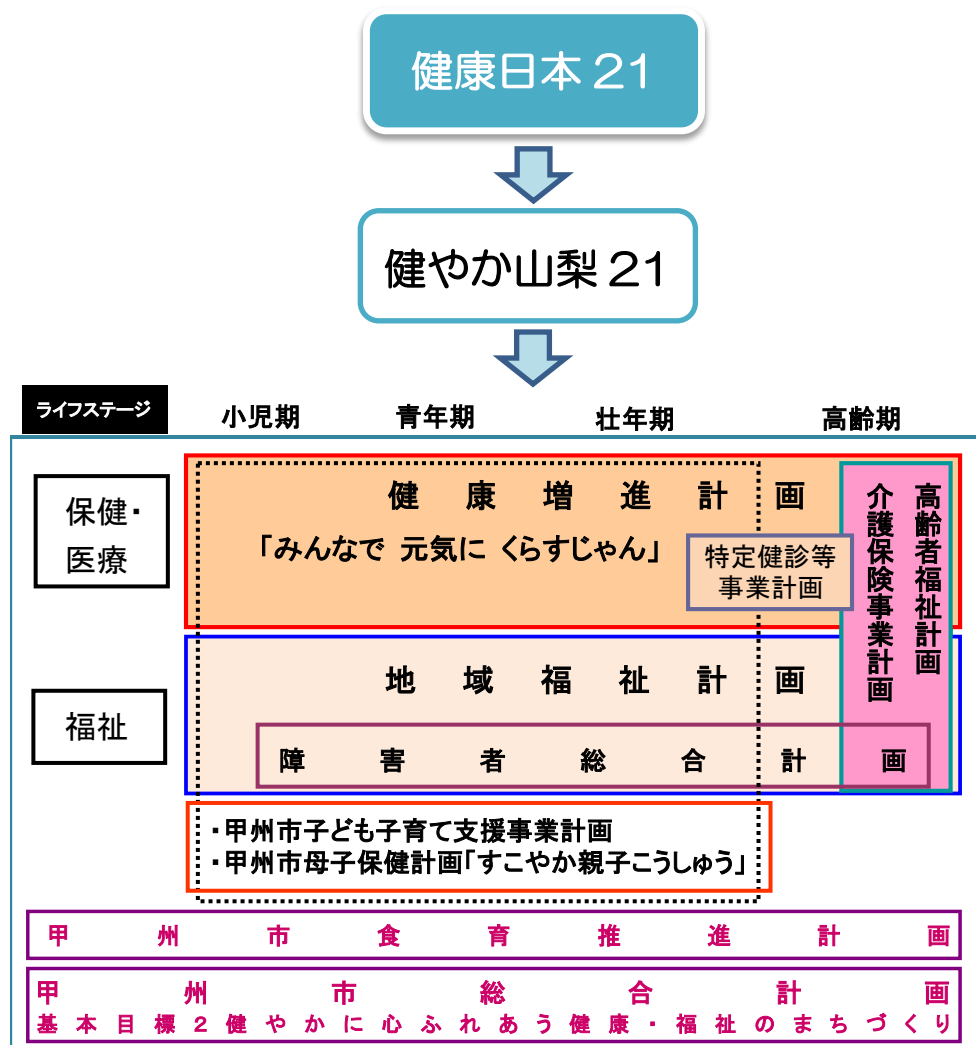 健康日本21
健やか山梨21
ライフステージ
小児期 青年期 壮年期 高齢期
保健・
医療
健康増進計画
「みんなで 元気に くらすじゃん」
特定健診等
事業計画
高齢者福祉計画
介護保険事業計画
福祉
地域福祉計画
障害者総合計画
・甲州市子ども子育て支援事業計画
・甲州市母子保健計画「すこやか親子こうしゅう」
甲州市食育推進計画
甲州市総合計画
基本目標2健やかに心ふれあう健康・福祉のまちづくり